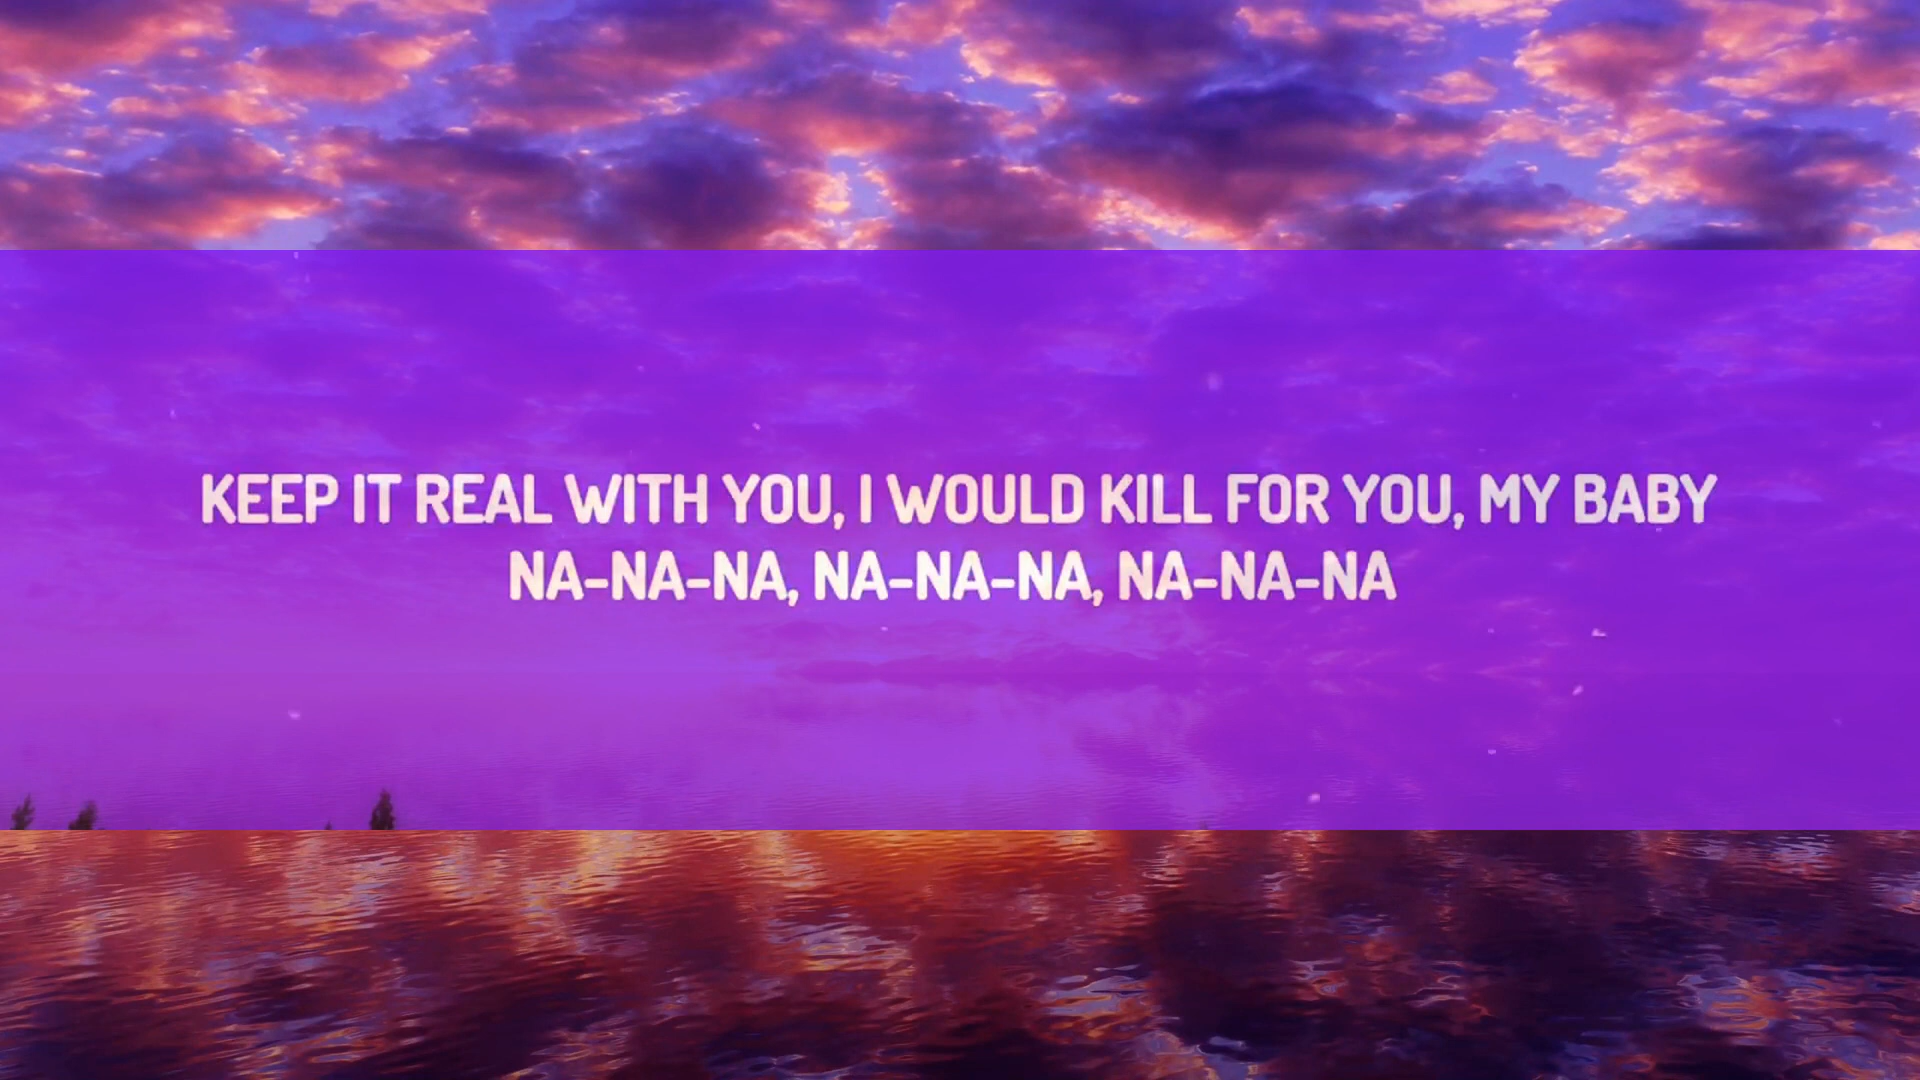 KEEP IT REAL WITH YOU, I WOULD KILL FOR YOU, MY BABY
NA-NA-NA, NA-NA-NA, NA-NA-NA